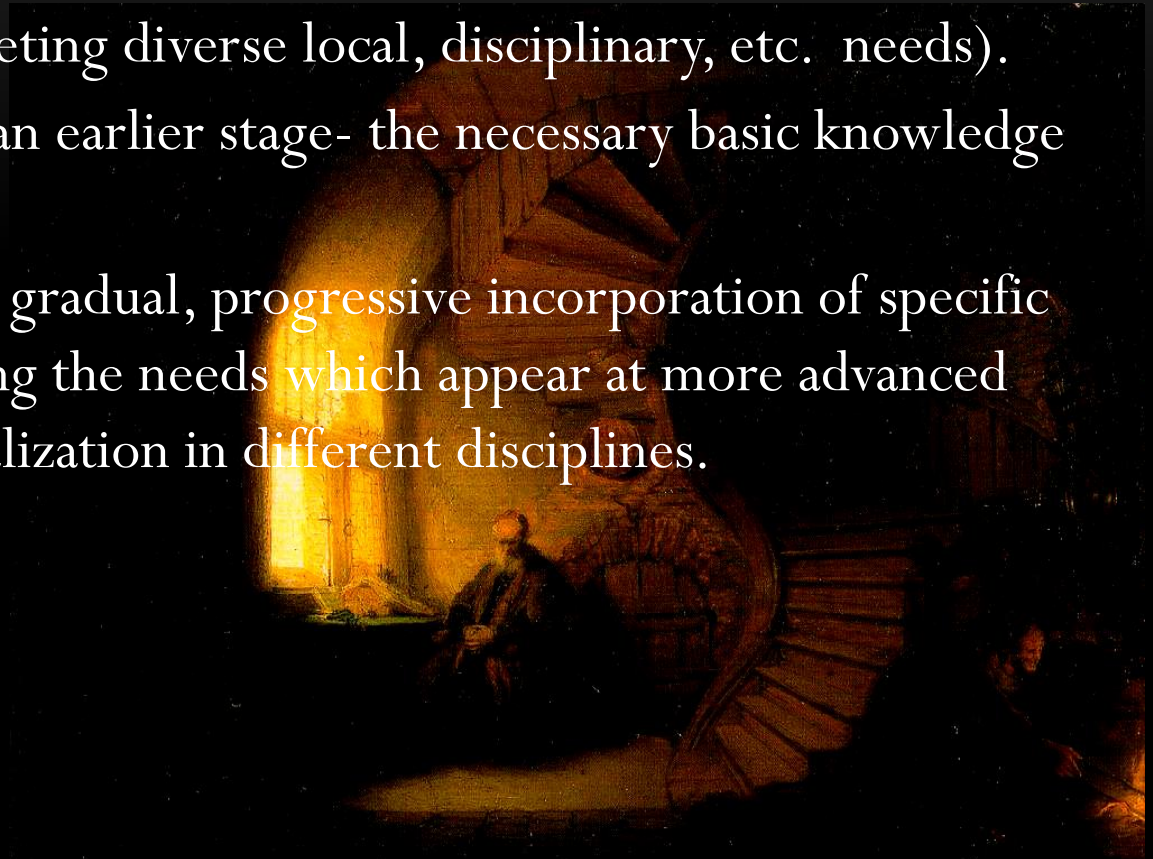 eting diverse local, disciplinary, etc. needs).
an earlier stage- the necessary basic knowledge
gradual, progressive incorporation of specific
ng the needs which appear at more advanced
lization in different disciplines.